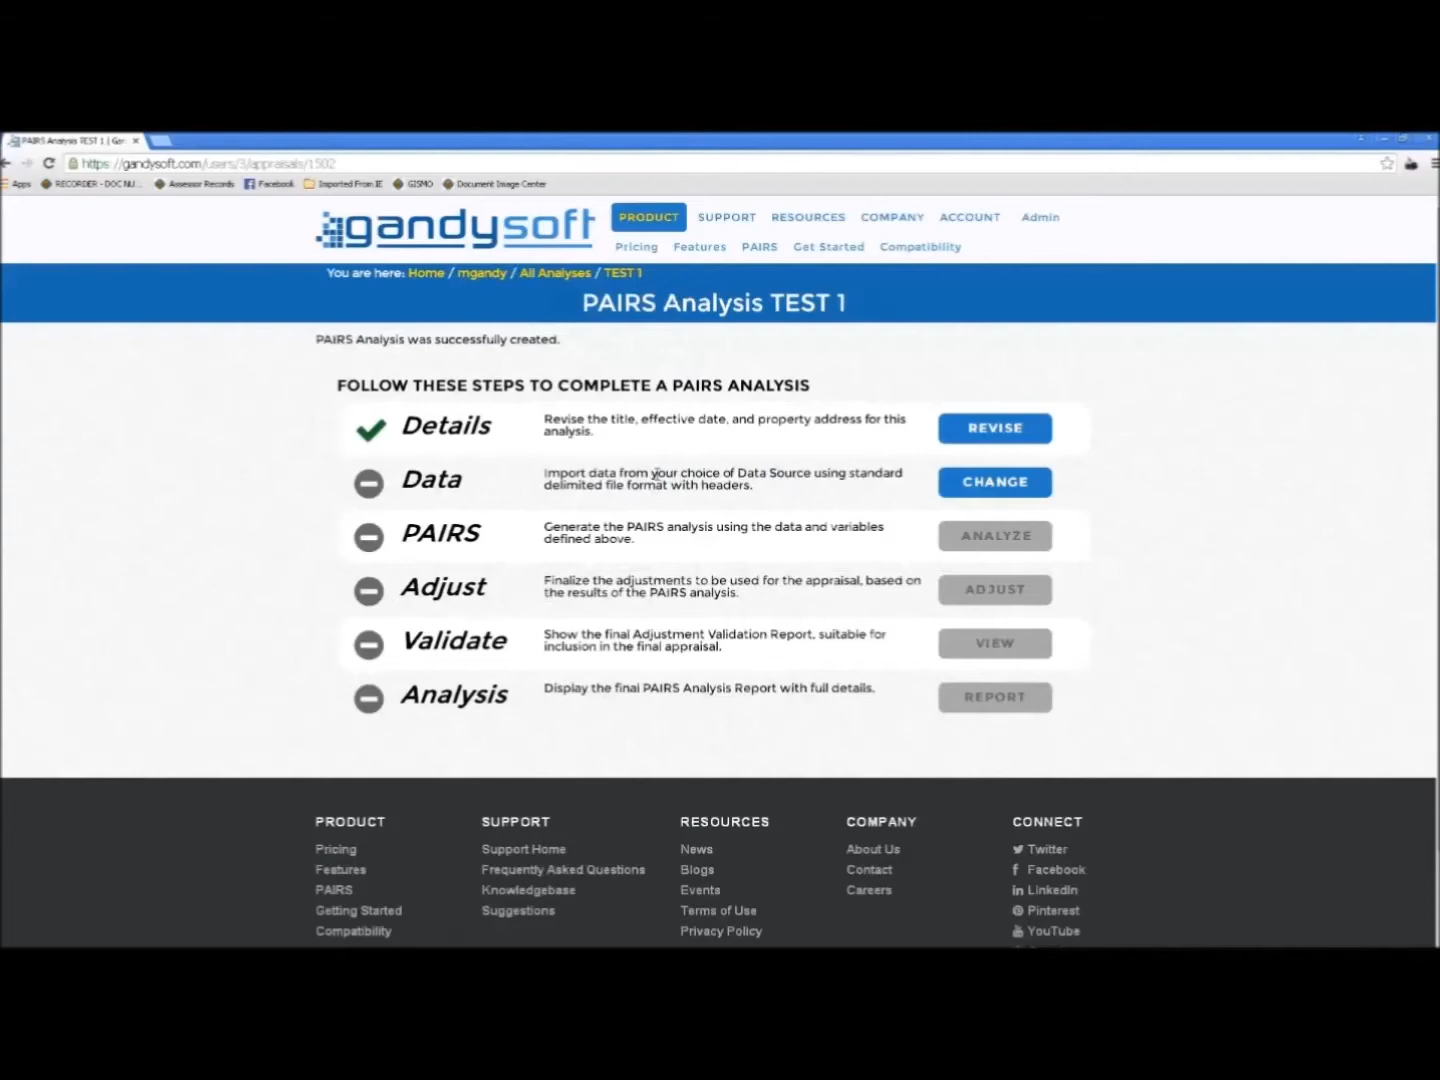 PAIRS Analysis TEST 1 | Gan
https://gandysoft.com/users/3/appraisals/1502
Apps RECORDER - DOC NU... Assessor Records Facebook Imported From IE GISMO Document Image Center
gandysoft
PRODUCT SUPPORT RESOURCES COMPANY ACCOUNT Admin
Pricing Features PAIRS Get Started Compatibility
You are here: Home / mgandy / All Analyses / TEST 1
PAIRS Analysis TEST 1
PAIRS Analysis was successfully created.
FOLLOW THESE STEPS TO COMPLETE A PAIRS ANALYSIS
Details
Revise the title, effective date, and property address for this
analysis.
REVISE
Data
Import data from your choice of Data Source using standard
delimited file format with headers.
CHANGE
PAIRS
Generate the PAIRS analysis using the data and variables
defined above.
ANALYZE
Adjust
Finalize the adjustments to be used for the appraisal, based on
the results of the PAIRS analysis.
ADJUST
Validate
Show the final Adjustment Validation Report, suitable for
inclusion in the final appraisal.
VIEW
Analysis
Display the final PAIRS Analysis Report with full details.
REPORT
PRODUCT
Pricing
Features
PAIRS
Getting Started
Compatibility
SUPPORT
Support Home
Frequently Asked Questions
Knowledgebase
Suggestions
RESOURCES
News
Blogs
Events
Terms of Use
Privacy Policy
COMPANY
About Us
Contact
Careers
CONNECT
Twitter
Facebook
LinkedIn
Pinterest
YouTube